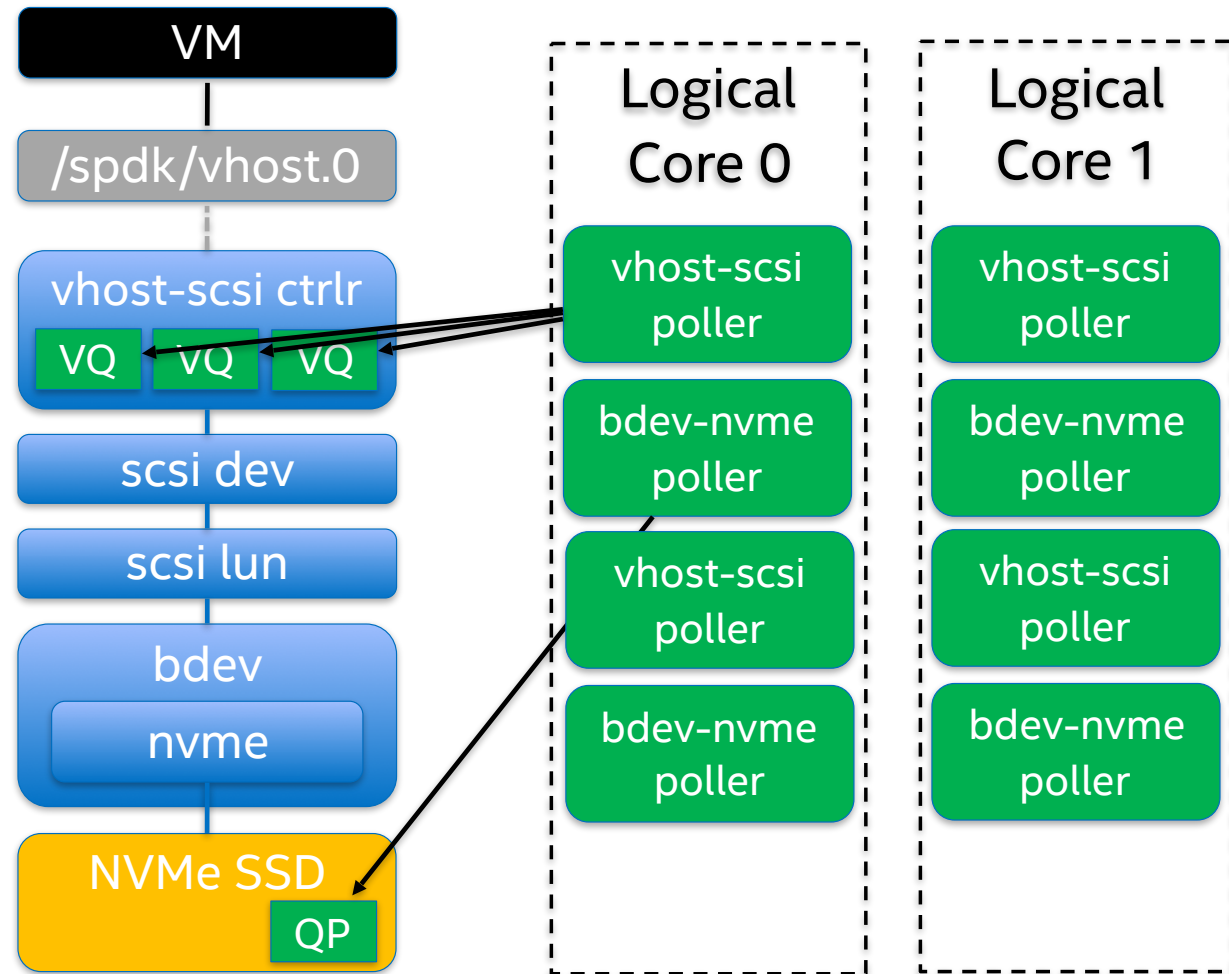 VM
/spdk/vhost.0
vhost-scsi ctrlr
VQ VQ VQ
scsi dev
scsi lun
bdev
nvme
NVMe SSD
QP
Logical
Core 0
vhost-scsi
poller
bdev-nvme
poller
vhost-scsi
poller
bdev-nvme
poller
Logical
Core 1
vhost-scsi
poller
bdev-nvme
poller
vhost-scsi
poller
bdev-nvme
poller